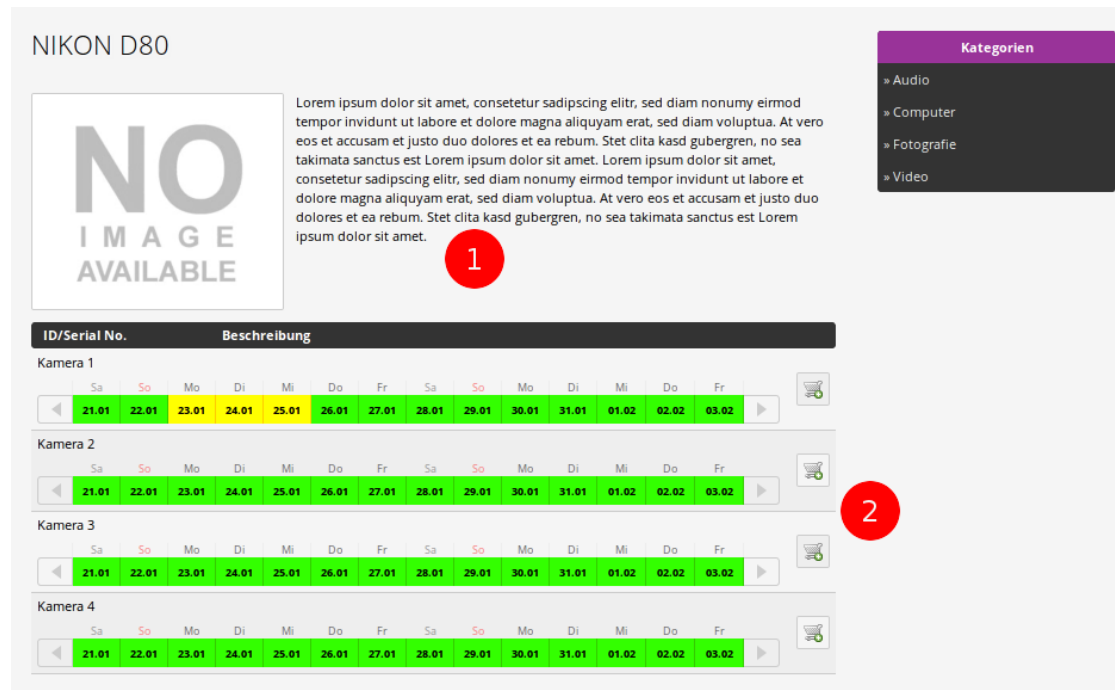 NIKON D80
Kategorien
» Audio
» Computer
» Fotografie
» Video
NO
IMAGE
AVAILABLE
Lorem ipsum dolor sit amet, consetetur sadipscing elitr, sed diam nonumy eirmod
tempor invidunt ut labore et dolore magna aliquyam erat, sed diam voluptua. At vero
eos et accusam et justo duo dolores et ea rebum. Stet clita kasd gubergren, no sea
takimata sanctus est Lorem ipsum dolor sit amet. Lorem ipsum dolor sit amet,
consetetur sadipscing elitr, sed diam nonumy eirmod tempor invidunt ut labore et
dolore magna aliquyam erat, sed diam voluptua. At vero eos et accusam et justo duo
dolores et ea rebum. Stet clita kasd gubergren, no sea takimata sanctus est Lorem
ipsum dolor sit amet.
1
ID/Serial No. Beschreibung
Kamera 1
Sa So Mo Di Mi Do Fr Sa So Mo Di Mi Do Fr
21.01 22.01 23.01 24.01 25.01 26.01 27.01 28.01 29.01 30.01 31.01 01.02 02.02 03.02
Kamera 2
Sa So Mo Di Mi Do Fr Sa So Mo Di Mi Do Fr
21.01 22.01 23.01 24.01 25.01 26.01 27.01 28.01 29.01 30.01 31.01 01.02 02.02 03.02
2
Kamera 3
Sa So Mo Di Mi Do Fr Sa So Mo Di Mi Do Fr
21.01 22.01 23.01 24.01 25.01 26.01 27.01 28.01 29.01 30.01 31.01 01.02 02.02 03.02
Kamera 4
Sa So Mo Di Mi Do Fr Sa So Mo Di Mi Do Fr
21.01 22.01 23.01 24.01 25.01 26.01 27.01 28.01 29.01 30.01 31.01 01.02 02.02 03.02